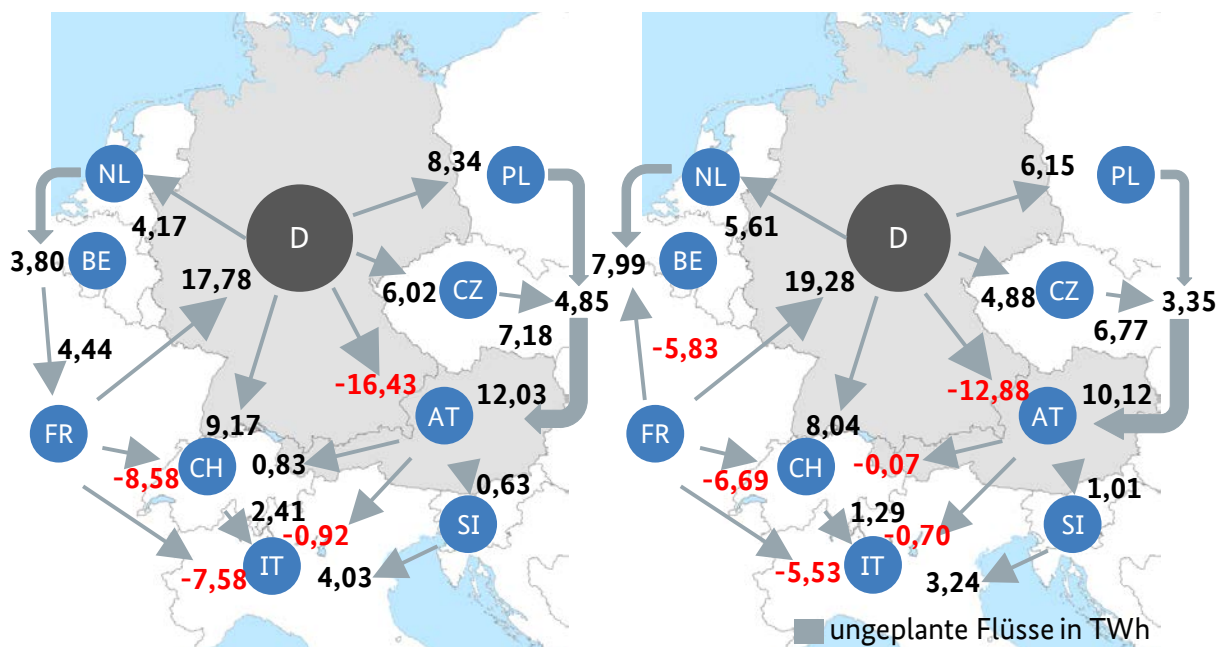 NL
8,34
PL
4,17
D
3,80
BE
17,78
6,02
CZ
4,85
7,18
4,44
-16,43
12,03
AT
FR
9,17
-8,58
CH
0,83
0,63
2,41
SI
-0,92
-7,58
IT
4,03
NL
6,15
PL
5,61
D
7,99
BE
19,28
4,88
CZ
3,35
6,77
-5,83
-12,88
10,12
AT
FR
8,04
-6,69
CH
-0,07
1,01
1,29
SI
-0,70
-5,53
IT
3,24
ungeplante Flüsse in TWh